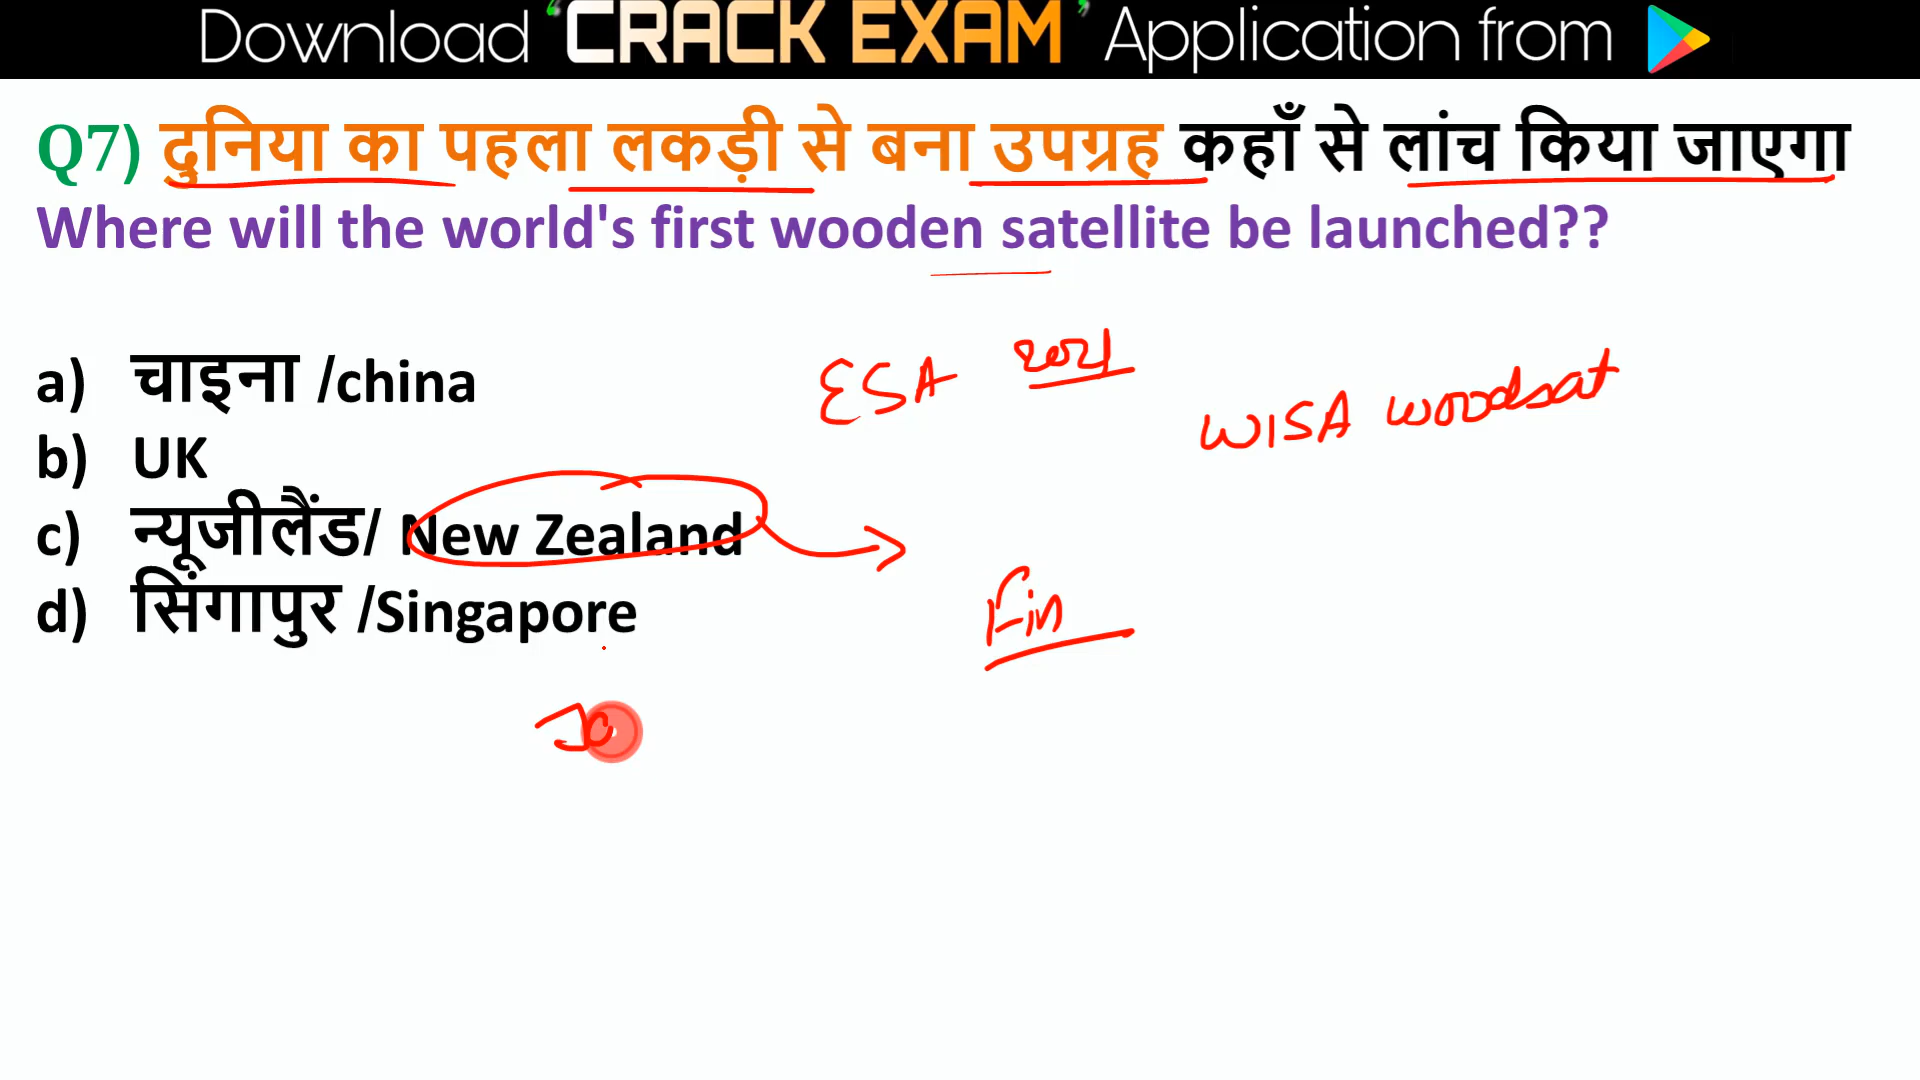 Download 'CRACK EXAM' Application from
Q7) दुनिया का पहला लकड़ी से बना उपग्रह कहाँ से लांच किया जाएगा
Where will the world's first wooden satellite be launched??
a) चाइना /china
b) UK
c) न्यूजीलैंड/ New Zealand
d) सिंगापुर /Singapore
ESA 2021
WISA woodsat
Fin